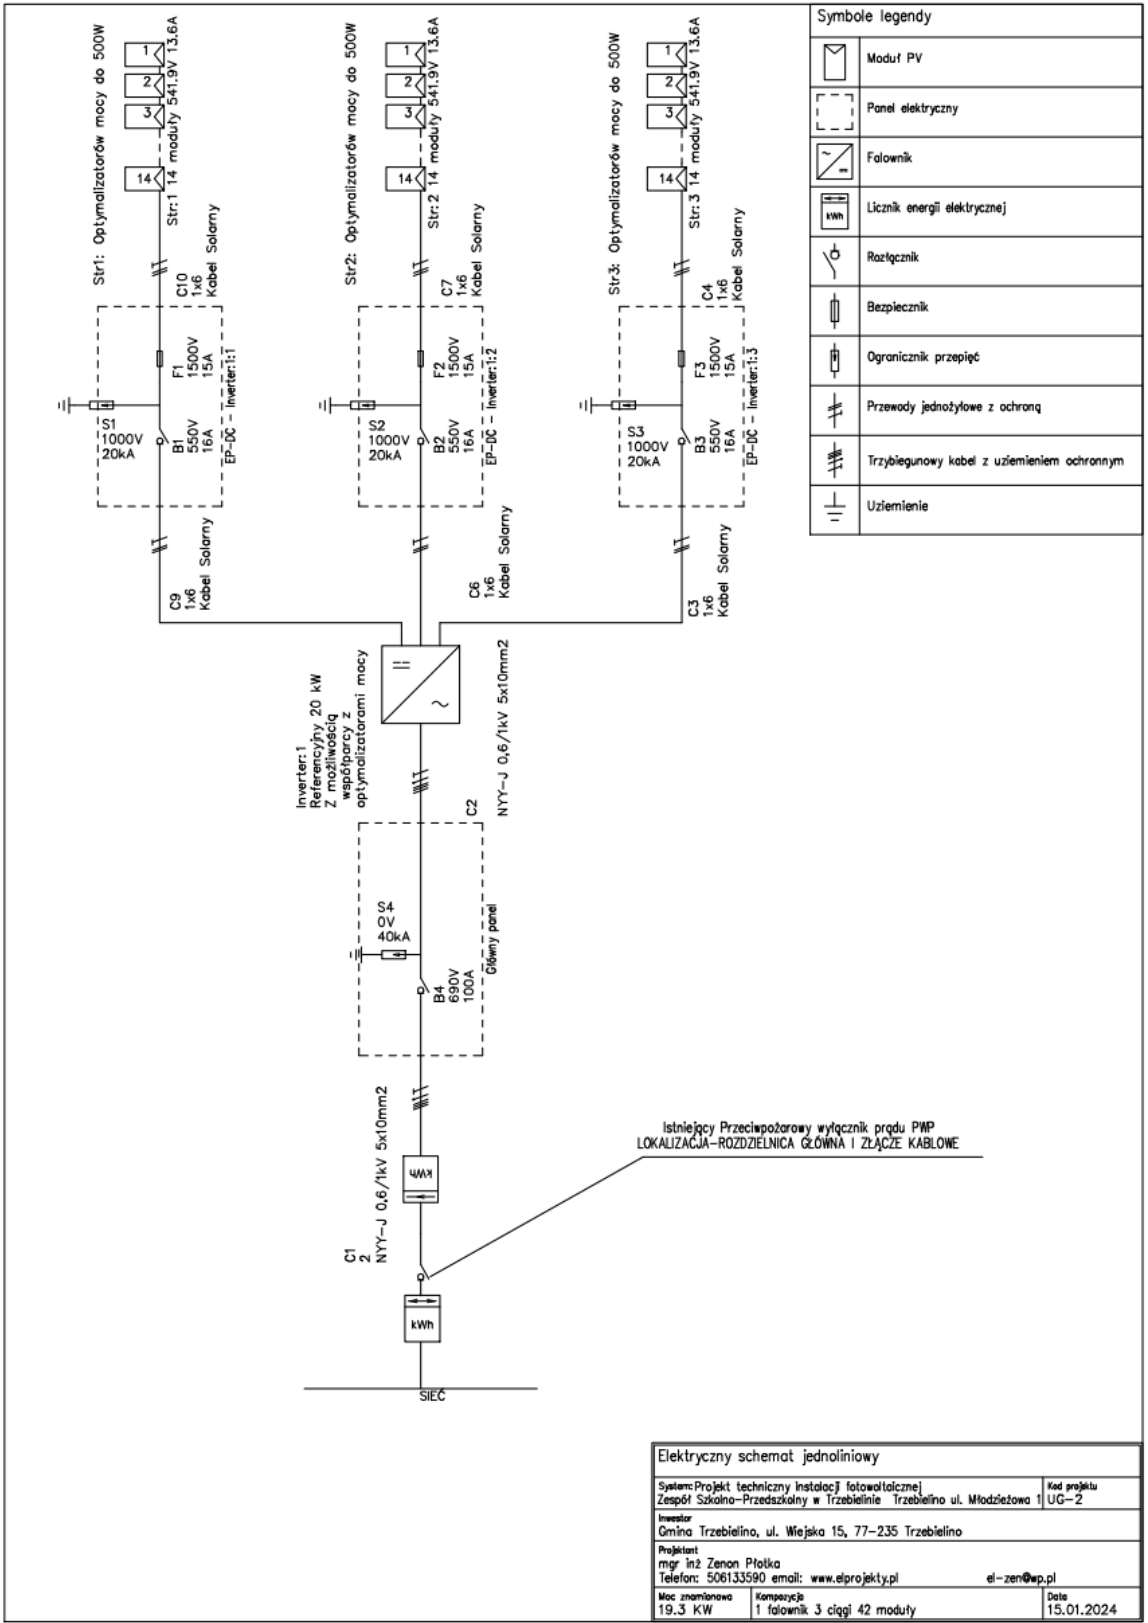 Symbole legendy
Moduł PV
Panel elektryczny
Falownik
kWh
Licznik energii elektrycznej
Rozłącznik
Bezpiecznik
Ogranicznik przepięć
Przewody jednożyłowe z ochroną
Trzybiegunowy kabel z uziemieniem ochronnym
Uziemienie
Str1: Optymalizatorów mocy do 500W
1
2
3
14
Str:1 14 moduły 541.9V 13.6A
C10
1x6
Kabel Solarny
F1
1500V
15A
S1
1000V
20kA
B1
550V
16A
EP-DC - Inverter:1:1
C9
1x6
Kabel Solarny
Str2: Optymalizatorów mocy do 500W
1
2
3
14
Str:2 14 moduły 541.9V 13.6A
C7
1x6
Kabel Solarny
F2
1500V
15A
S2
1000V
20kA
B2
550V
16A
EP-DC - Inverter:1:2
C6
1x6
Kabel Solarny
Str3: Optymalizatorów mocy do 500W
1
2
3
14
Str:3 14 moduły 541.9V 13.6A
C4
1x6
Kabel Solarny
F3
1500V
15A
S3
1000V
20kA
B3
550V
16A
EP-DC - Inverter:1:3
C3
1x6
Kabel Solarny
Inverter:1
Referencyjny 20 kW
Z możliwością
współparcy z
optymalizatorami mocy
C2
NYY-J 0,6/1kV 5x10mm2
S4
0V
40kA
B4
690V
100A
Główny panel
C1
2
NYY-J 0,6/1kV 5x10mm2
kWh
Istniejący Przeciwpożarowy wyłącznik prądu PWP
LOKALIZACJA-ROZDZIELNICA GŁÓWNA I ZŁĄCZE KABLOWE
kWh
SIEĆ
Elektryczny schemat jednoliniowy
System: Projekt techniczny instalacji fotowoltaicznej
Zespół Szkolno-Przedszkolny w Trzebielinie Trzebielino ul. Młodzieżowa 1
Kod projektu
UG-2
Inwestor
Gmina Trzebielino, ul. Wiejska 15, 77-235 Trzebielino
Projektant
mgr inż Zenon Płotka
Telefon: 506133590 email: www.elprojekty.pl el-zen@wp.pl
Moc znamionowa
19.3 KW
Kompozycja
1 falownik 3 ciągi 42 moduły
Data
15.01.2024